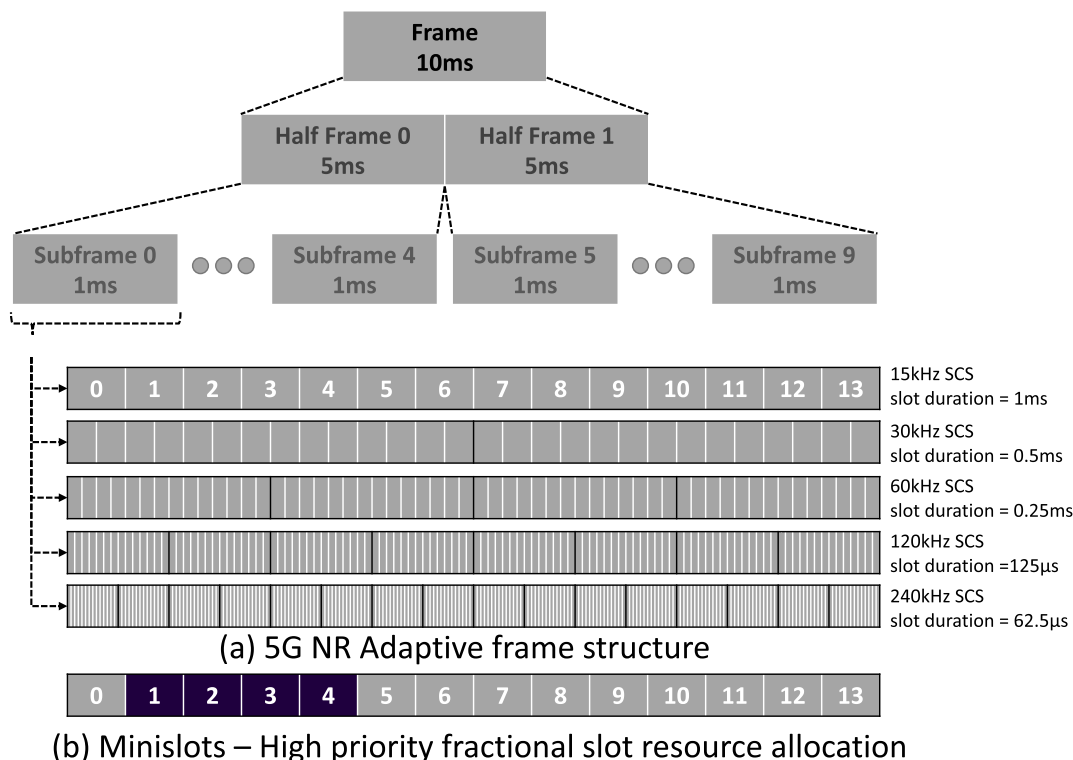 Frame
10ms
Half Frame 0
5ms
Half Frame 1
5ms
Subframe 0
1ms
Subframe 4
1ms
Subframe 5
1ms
Subframe 9
1ms
0 1 2 3 4 5 6 7 8 9 10 11 12 13
15kHz SCS
slot duration = 1ms
30kHz SCS
slot duration = 0.5ms
60kHz SCS
slot duration = 0.25ms
120kHz SCS
slot duration =125µs
240kHz SCS
slot duration = 62.5µs
(a) 5G NR Adaptive frame structure
0 1 2 3 4 5 6 7 8 9 10 11 12 13
(b) Minislots – High priority fractional slot resource allocation